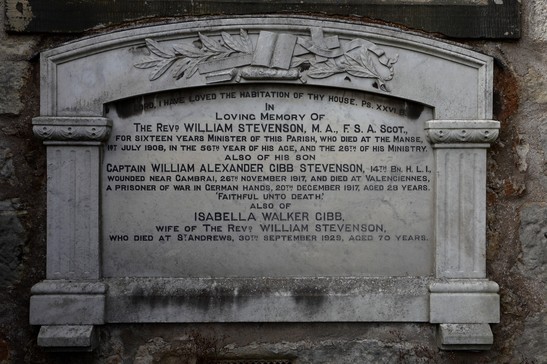 LORD, I HAVE LOVED THE HABITATION OF THY HOUSE. PS. XXVI.8.
IN
LOVING MEMORY OF
THE REVD. WILLIAM STEVENSON, M.A., F.S.A. SCOT.,
FOR SIXTEEN YEARS MINISTER OF THIS PARISH, WHO DIED AT THE MANSE,
1ST JULY 1908, IN THE 56TH YEAR OF HIS AGE, AND THE 26TH OF HIS MINISTRY.
ALSO OF HIS SON
CAPTAIN WILLIAM ALEXANDER GIBB STEVENSON, 14TH BN. H.L.I.,
WOUNDED NEAR CAMBRAI, 26TH NOVEMBER 1917, AND DIED AT VALENCIENNES,
A PRISONER OF WAR IN GERMAN HANDS, 20TH DECEMBER 1917, AGED 28 YEARS.
"FAITHFUL UNTO DEATH."
ALSO OF
ISABELLA WALKER GIBB,
WIFE OF THE REVD. WILLIAM STEVENSON,
WHO DIED AT ST ANDREWS, 30TH SEPTEMBER 1928, AGED 70 YEARS.